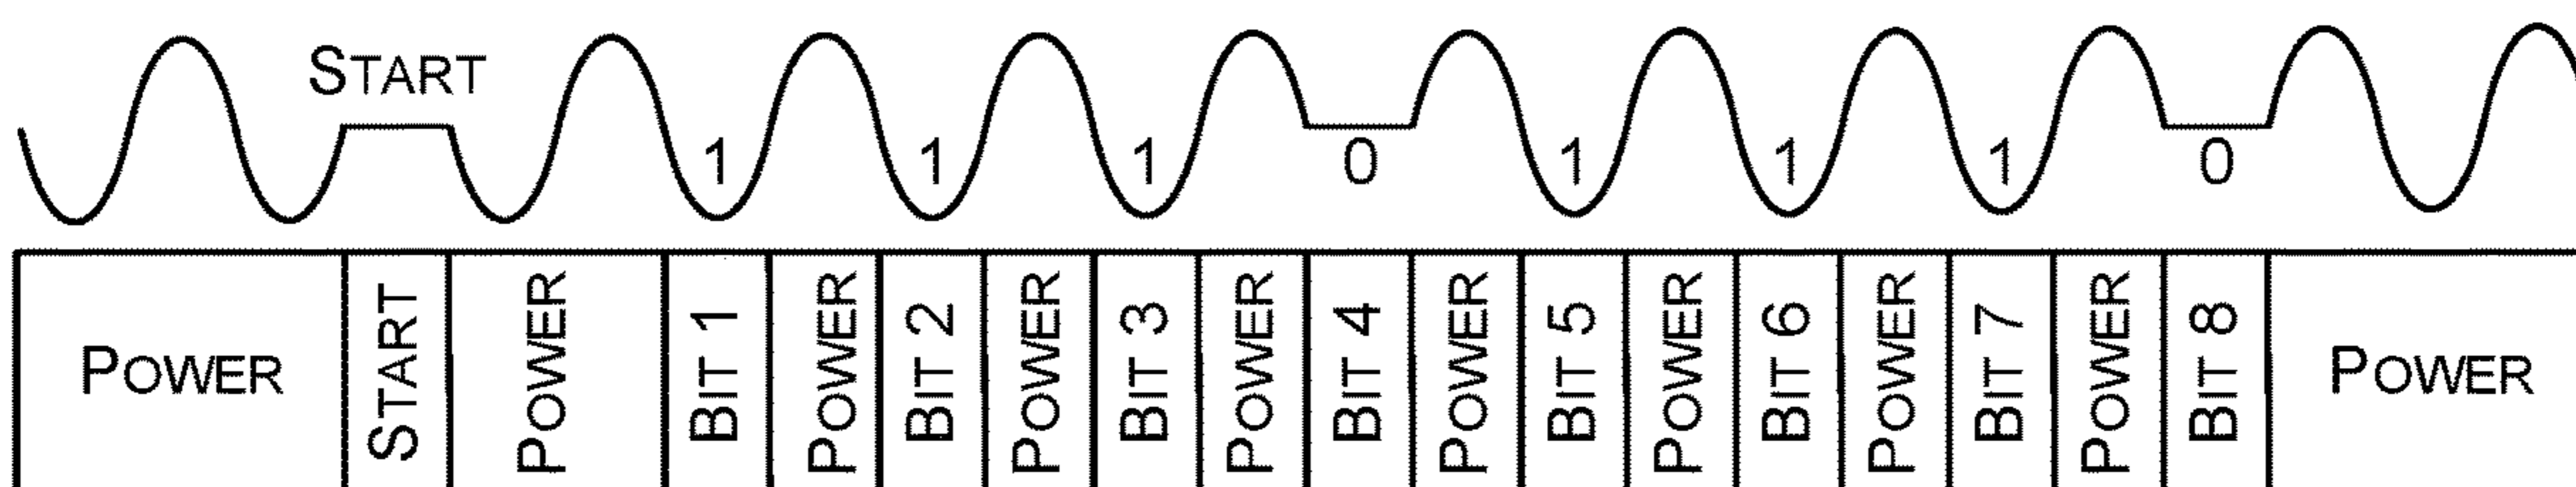 START
1 1 1 0 1 1 1 0
POWER START POWER BIT 1 POWER BIT 2 POWER BIT 3 POWER BIT 4 POWER BIT 5 POWER BIT 6 POWER BIT 7 POWER BIT 8 POWER